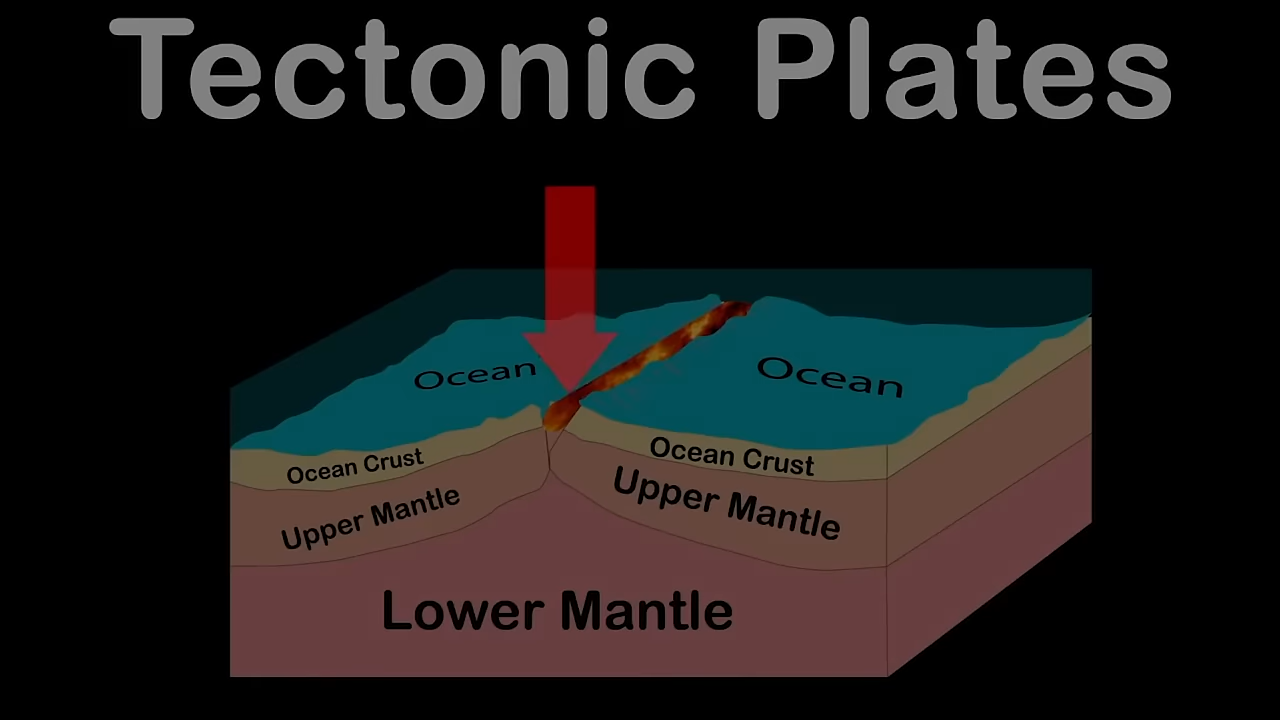 Tectonic Plates
Ocean
Ocean
Ocean Crust
Ocean Crust
Upper Mantle
Upper Mantle
Lower Mantle